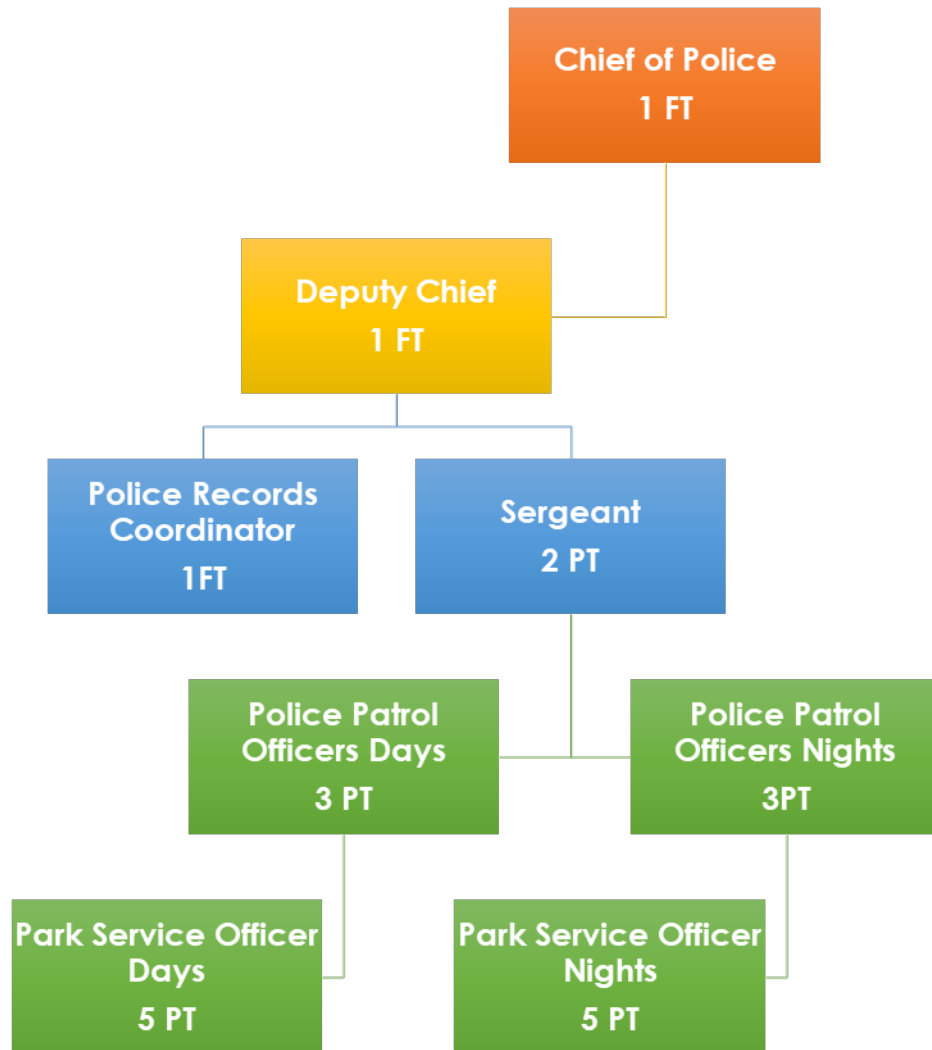 Chief of Police
1 FT
Deputy Chief
1 FT
Police Records
Coordinator
1FT
Sergeant
2 PT
Police Patrol
Officers Days
3 PT
Police Patrol
Officers Nights
3PT
Park Service Officer
Days
5 PT
Park Service Officer
Nights
5 PT